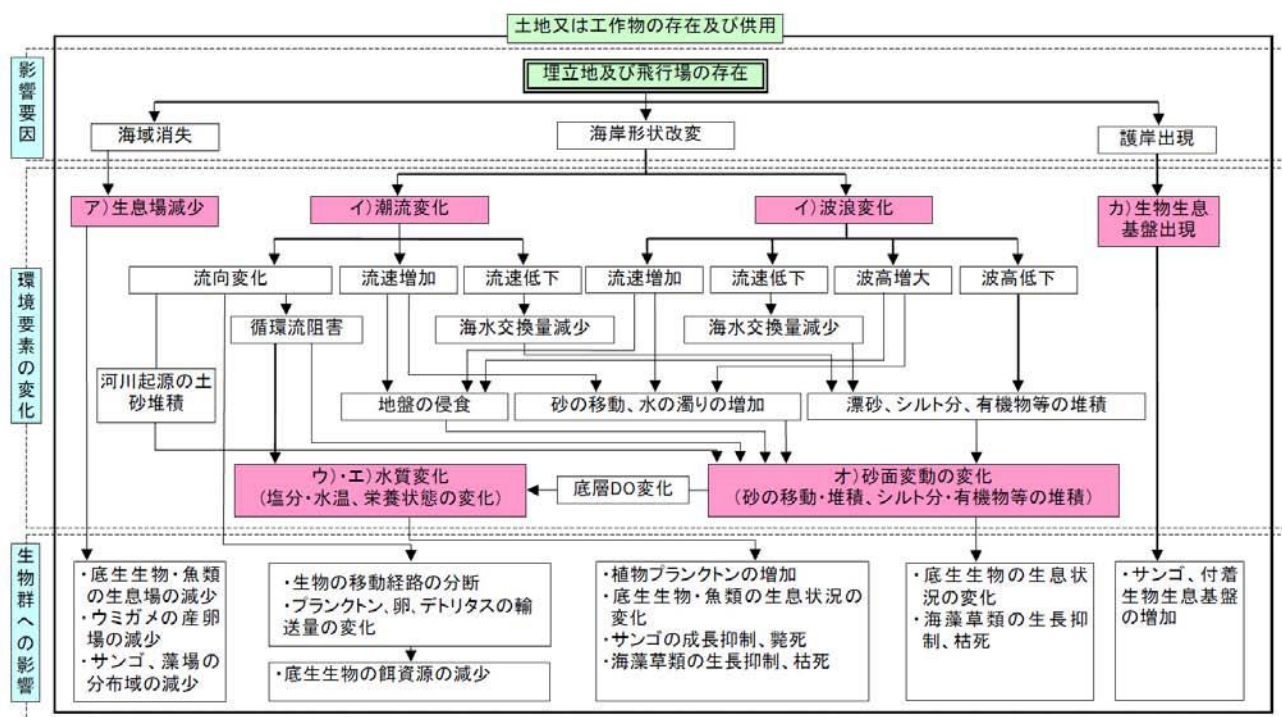 土地又は工作物の存在及び供用
影響要因
埋立地及び飛行場の存在
海域消失
海岸形状改変
護岸出現
環境要素の変化
ア)生息場減少
イ)潮流変化
イ)波浪変化
カ)生物生息
基盤出現
流向変化
流速増加
流速低下
流速増加
流速低下
波高増大
波高低下
循環流阻害
海水交換量減少
海水交換量減少
河川起源の土
砂堆積
地盤の侵食
砂の移動、水の濁りの増加
漂砂、シルト分、有機物等の堆積
ウ)・エ)水質変化
(塩分・水温、栄養状態の変化)
底層DO変化
オ)砂面変動の変化
(砂の移動・堆積、シルト分・有機物等の堆積)
生物群への影響
・底生生物・魚類
の生息場の減少
・ウミガメの産卵
場の減少
・サンゴ、藻場の
分布域の減少
・生物の移動経路の分断
・プランクトン、卵、デトリタスの輸
送量の変化
・底生生物の餌資源の減少
・植物プランクトンの増加
・底生生物・魚類の生息状況の
変化
・サンゴの成長抑制、斃死
・海藻草類の生長抑制、枯死
・底生生物の生息状
況の変化
・海藻草類の生長抑
制、枯死
・サンゴ、付着
生物生息基盤
の増加